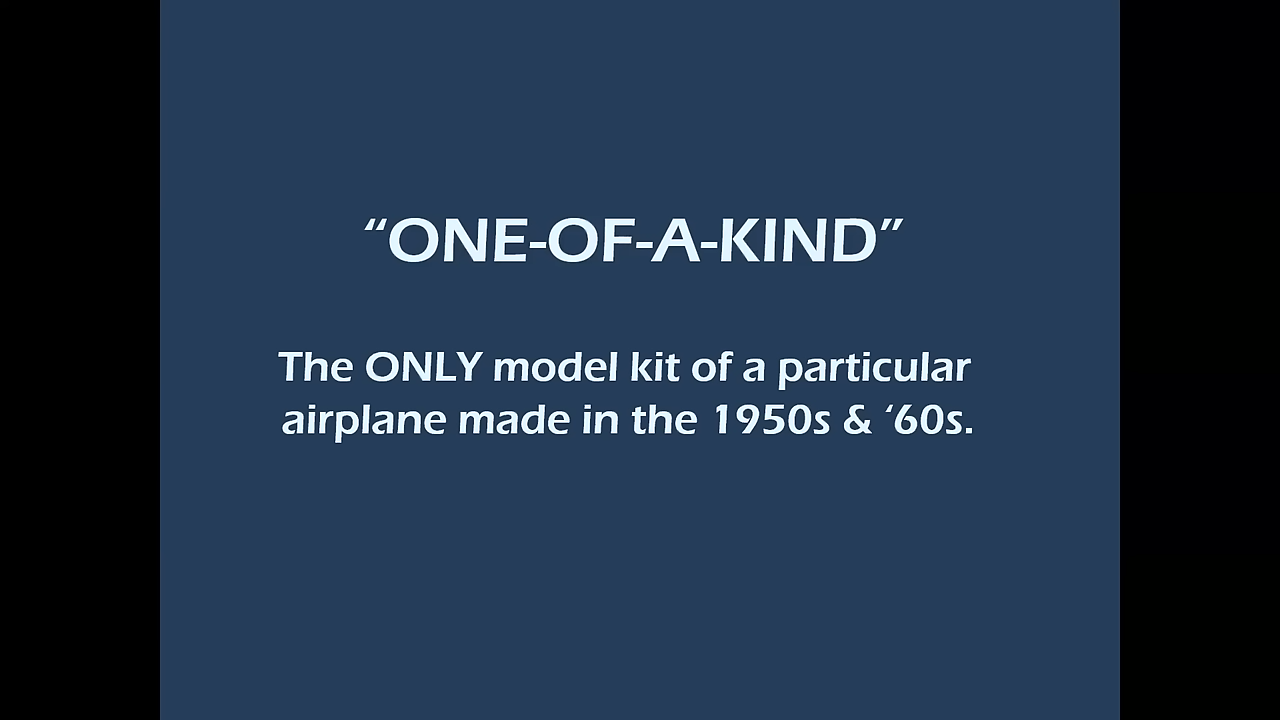 “ONE-OF-A-KIND”
The ONLY model kit of a particular
airplane made in the 1950s & ‘60s.